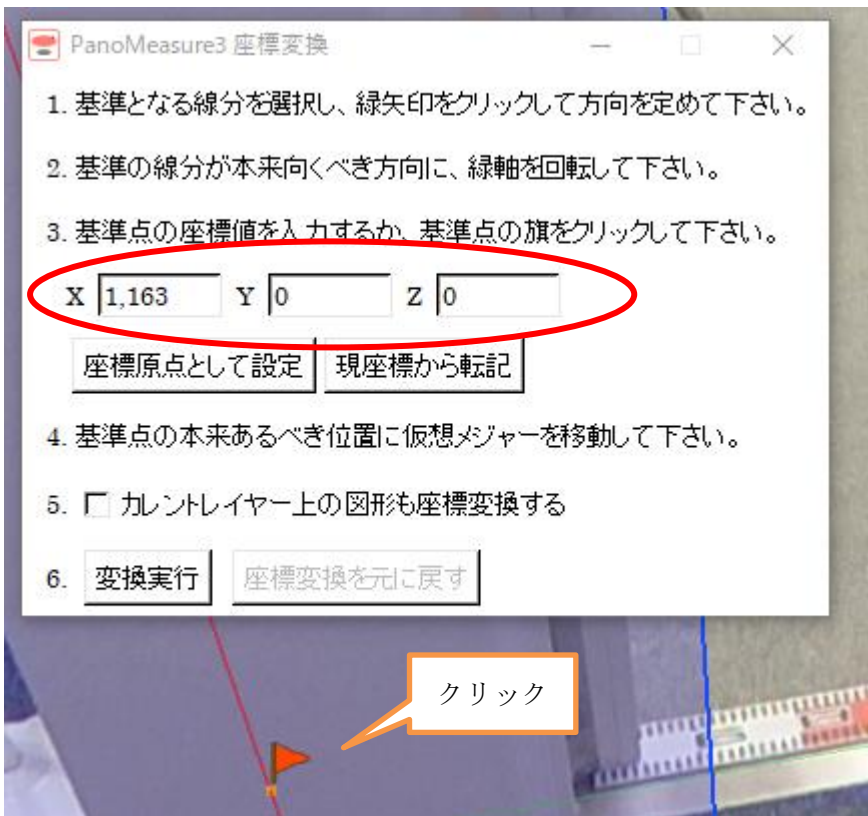 PanoMeasure3 座標変換
1. 基準となる線分を選択し、緑矢印をクリックして方向を定めて下さい。
2. 基準の線分が本来向くべき方向に、緑軸を回転して下さい。
3. 基準点の座標値を入力するか、基準点の旗をクリックして下さい。
X 1,163 Y 0 Z 0
座標原点として設定 現座標から転記
4. 基準点の本来あるべき位置に仮想メジャーを移動して下さい。
5. カレントレイヤー上の図形も座標変換する
6. 変換実行 座標変換を元に戻す
クリック